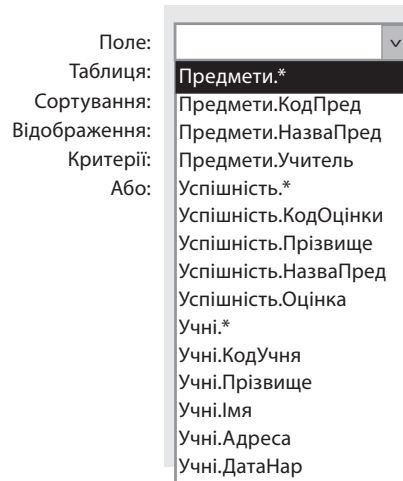 Поле:
Таблиця:
Сортування:
Відображення:
Критерії:
Або:
Предмети.*
Предмети.КодПред
Предмети.НазваПред
Предмети.Учитель
Успішність.*
Успішність.КодОцінки
Успішність.Прізвище
Успішність.НазваПред
Успішність.Оцінка
Учні.*
Учні.КодУчня
Учні.Прізвище
Учні.Імя
Учні.Адреса
Учні.ДатаНар